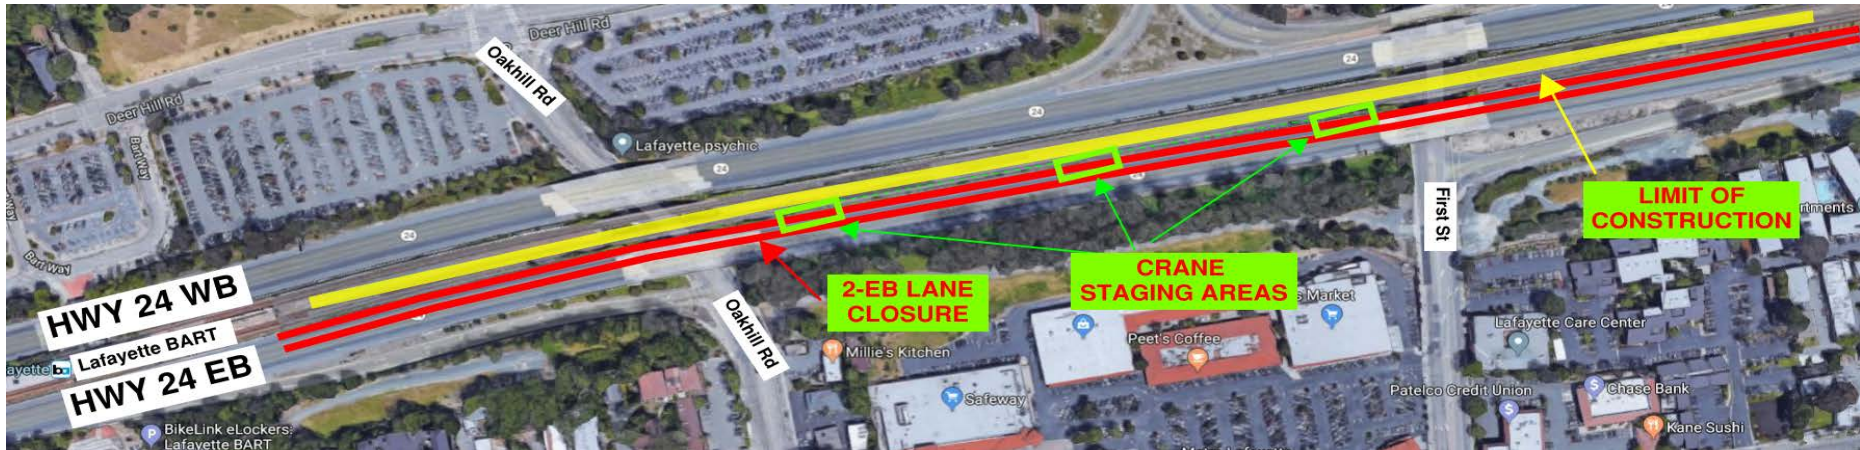 Deer Hill Rd
24
Oakhill Rd
24
Deer Hill Rd
24
Bart Way
Lafayette psychic
24
24
First St
LIMIT OF
CONSTRUCTION
rtments
24
Bart Way
HWY 24 WB
CRANE
STAGING AREAS
2-EB LANE
CLOSURE
Oakhill Rd
s Market
Lafayette BART
ayette
HWY 24 EB
Lafayette Care Center
Peet's Coffee
Millie's Kitchen
Patelco Credit Union
Chase Bank
Safeway
BikeLink eLockers:
Lafayette BART
Kane Sushi